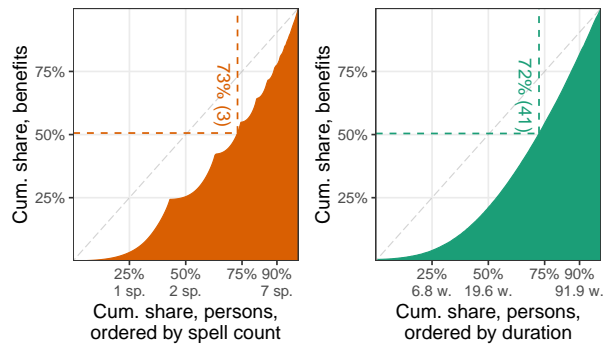 Cum. share, benefits
75%
50%
25%
73% (3)
25%
50%
75%
90%
1 sp.
2 sp.
7 sp.
Cum. share, persons,
ordered by spell count
Cum. share, benefits
75%
50%
25%
72% (41)
25%
50%
75%
90%
6.8 w.
19.6 w.
91.9 w.
Cum. share, persons,
ordered by duration